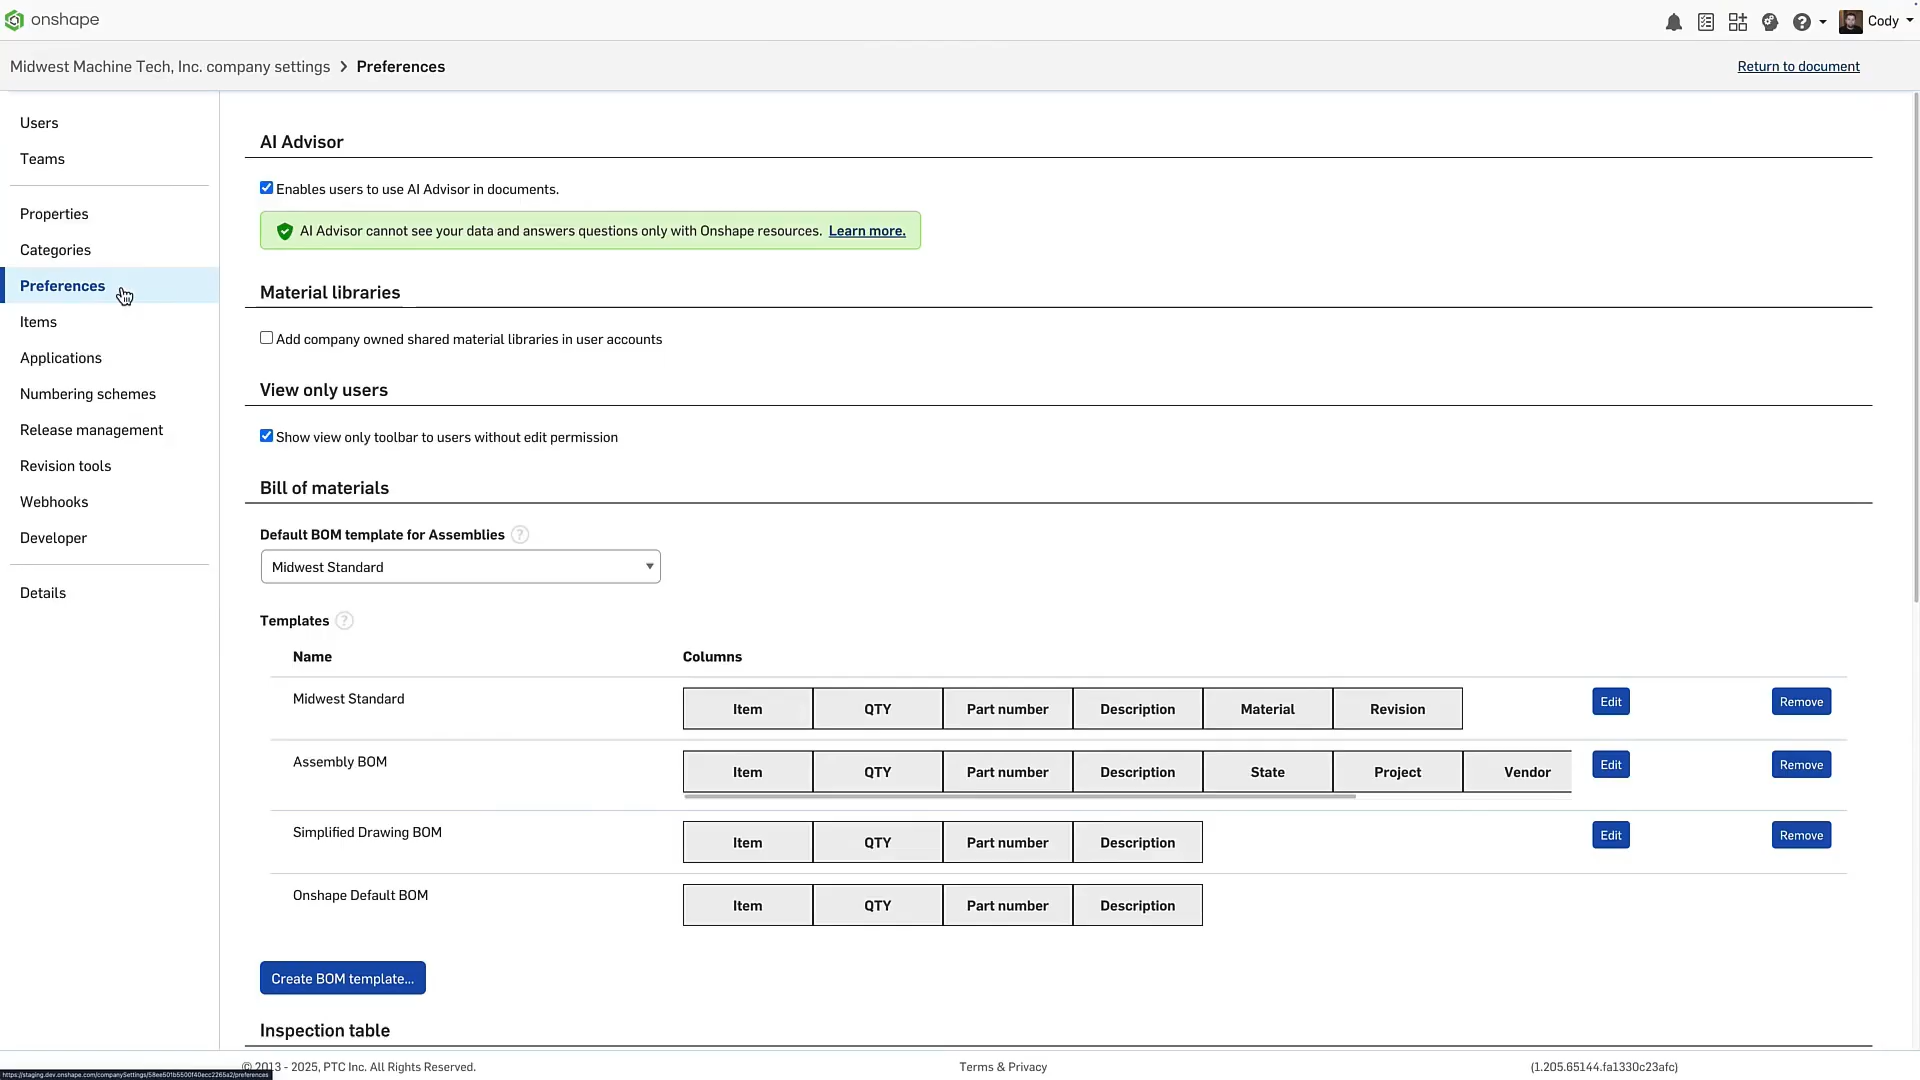 onshape
Cody
Midwest Machine Tech, Inc. company settings > Preferences
Return to document
Users
Teams
Properties
Categories
Preferences
Items
Applications
Numbering schemes
Release management
Revision tools
Webhooks
Developer
Details
AI Advisor
Enables users to use AI Advisor in documents.
AI Advisor cannot see your data and answers questions only with Onshape resources. Learn more.
Material libraries
Add company owned shared material libraries in user accounts
View only users
Show view only toolbar to users without edit permission
Bill of materials
Default BOM template for Assemblies ?
Midwest Standard
Templates ?
Name Columns
Midwest Standard Item QTY Part number Description Material Revision Edit Remove
Assembly BOM Item QTY Part number Description State Project Vendor Edit Remove
Simplified Drawing BOM Item QTY Part number Description Edit Remove
Onshape Default BOM Item QTY Part number Description
Create BOM template...
Inspection table
© 2013 - 2025, PTC Inc. All Rights Reserved.
Terms & Privacy
(1.205.65144.fa1330c23afc)